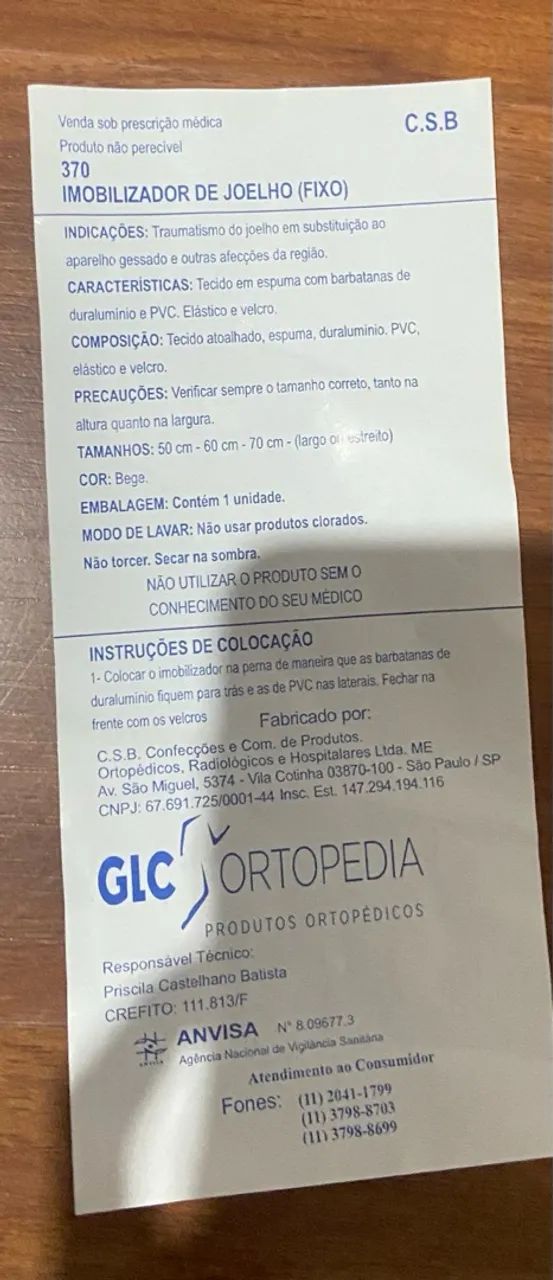 Venda sob prescrição médica
C.S.B
Produto não perecível
370
IMOBILIZADOR DE JOELHO (FIXO)
INDICAÇÕES: Traumatismo do joelho em substituição ao
aparelho gessado e outras afecções da região.
CARACTERÍSTICAS: Tecido em espuma com barbatanas de
duralumínio e PVC. Elástico e velcro.
COMPOSIÇÃO: Tecido atoalhado, espuma, duraluminio. PVC,
elástico e velcro.
PRECAUÇÕES: Verificar sempre o tamanho correto, tanto na
altura quanto na largura.
TAMANHOS: 50 cm - 60 cm - 70 cm - (largo ou estreito)
COR: Bege.
EMBALAGEM: Contém 1 unidade.
MODO DE LAVAR: Não usar produtos clorados.
Não torcer. Secar na sombra.
NÃO UTILIZAR O PRODUTO SEM O
CONHECIMENTO DO SEU MÉDICO
INSTRUÇÕES DE COLOCAÇÃO
1- Colocar o imobilizador na perna de maneira que as barbatanas de
duralumínio fiquem para trás e as de PVC nas laterais. Fechar na
frente com os velcros
Fabricado por:
C.S.B. Confecções e Com. de Produtos.
Ortopédicos, Radiológicos e Hospitalares Ltda. ME
Av. São Miguel, 5374 - Vila Cotinha 03870-100 - São Paulo / SP
CNPJ: 67.691.725/0001-44 Insc. Est. 147.294.194.116
GLC ORTOPEDIA
PRODUTOS ORTOPÉDICOS
Responsável Técnico:
Priscila Castelhano Batista
CREFITO: 111.813/F
ANVISA N° 8.09677.3
Agência Nacional de Vigilância Sanitária
Atendimento ao Consumidor
Fones: (11) 2041-1799
(11) 3798-8703
(11) 3798-8699